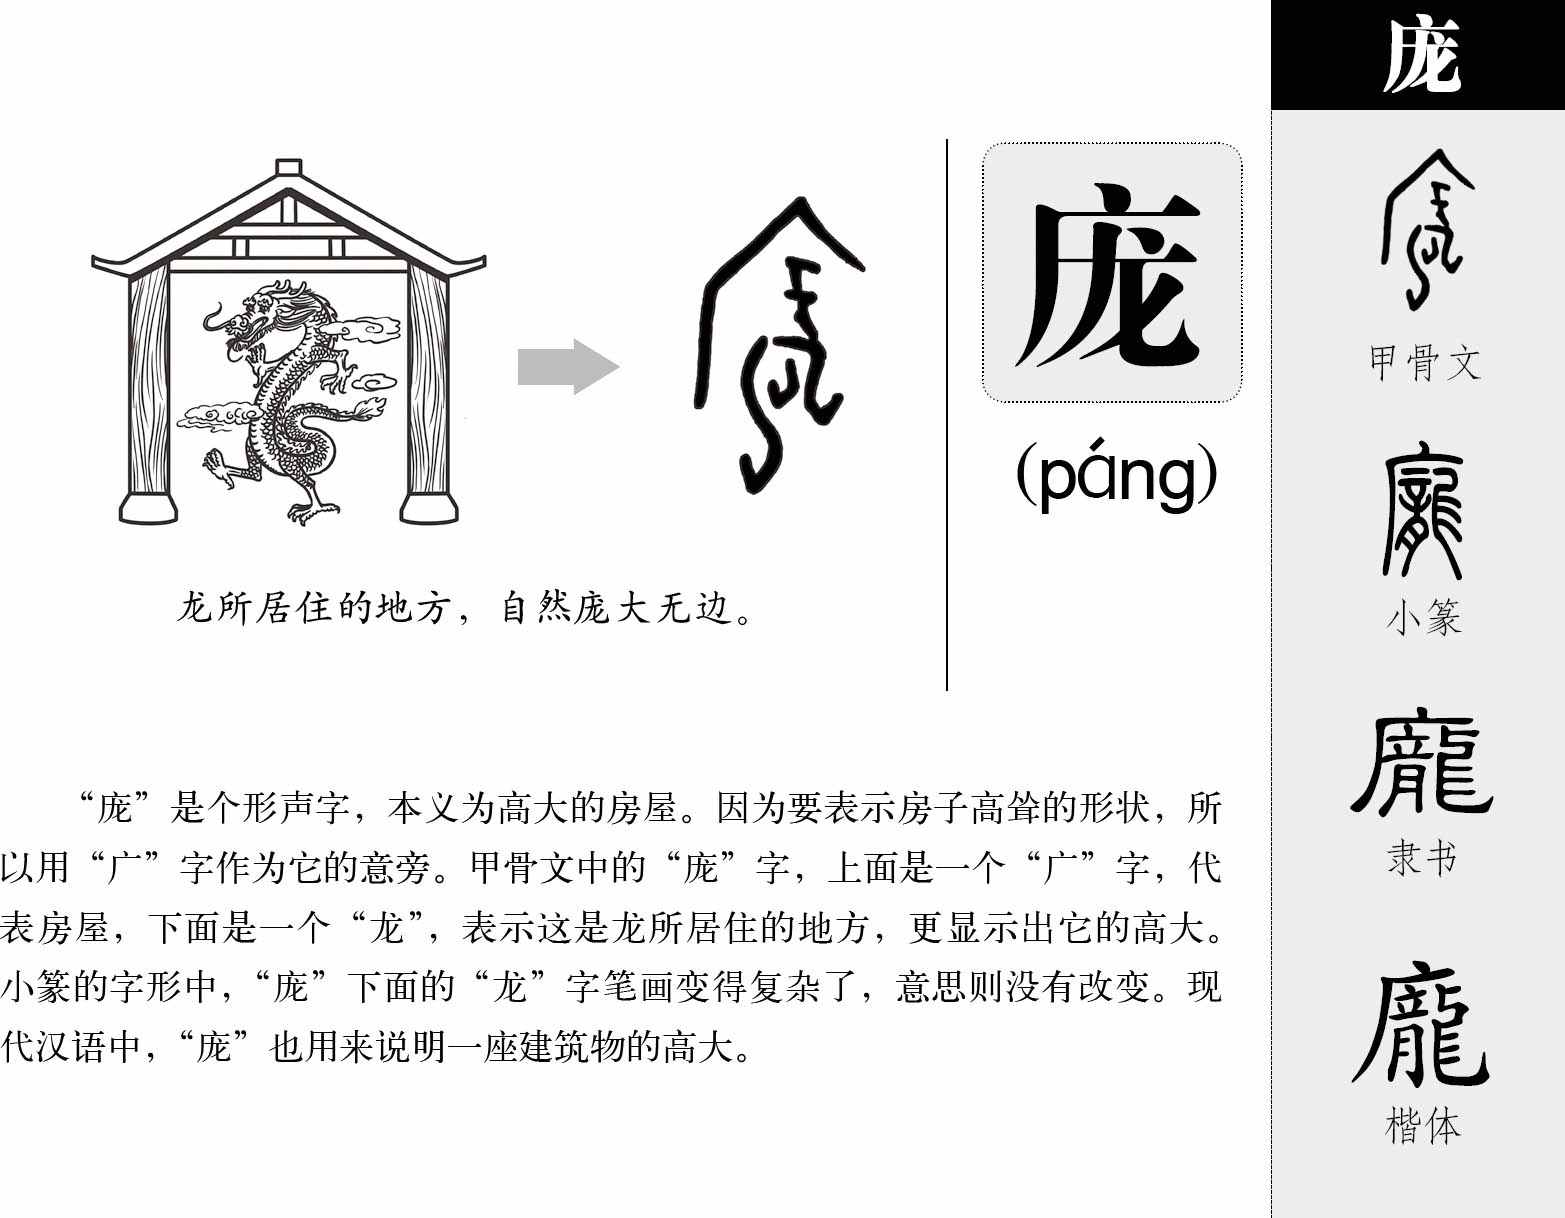 庞
(páng)
龙所居住的地方，自然庞大无边。
“庞”是个形声字，本义为高大的房屋。因为要表示房子高耸的形状，所
以用“广”字作为它的意旁。甲骨文中的“庞”字，上面是一个“广”字，代
表房屋，下面是一个“龙”，表示这是龙所居住的地方，更显示出它的高大。
小篆的字形中，“庞”下面的“龙”字笔画变得复杂了，意思则没有改变。现
代汉语中，“庞”也用来说明一座建筑物的高大。
庞
甲骨文
龐
小篆
龐
隶书
龐
楷体